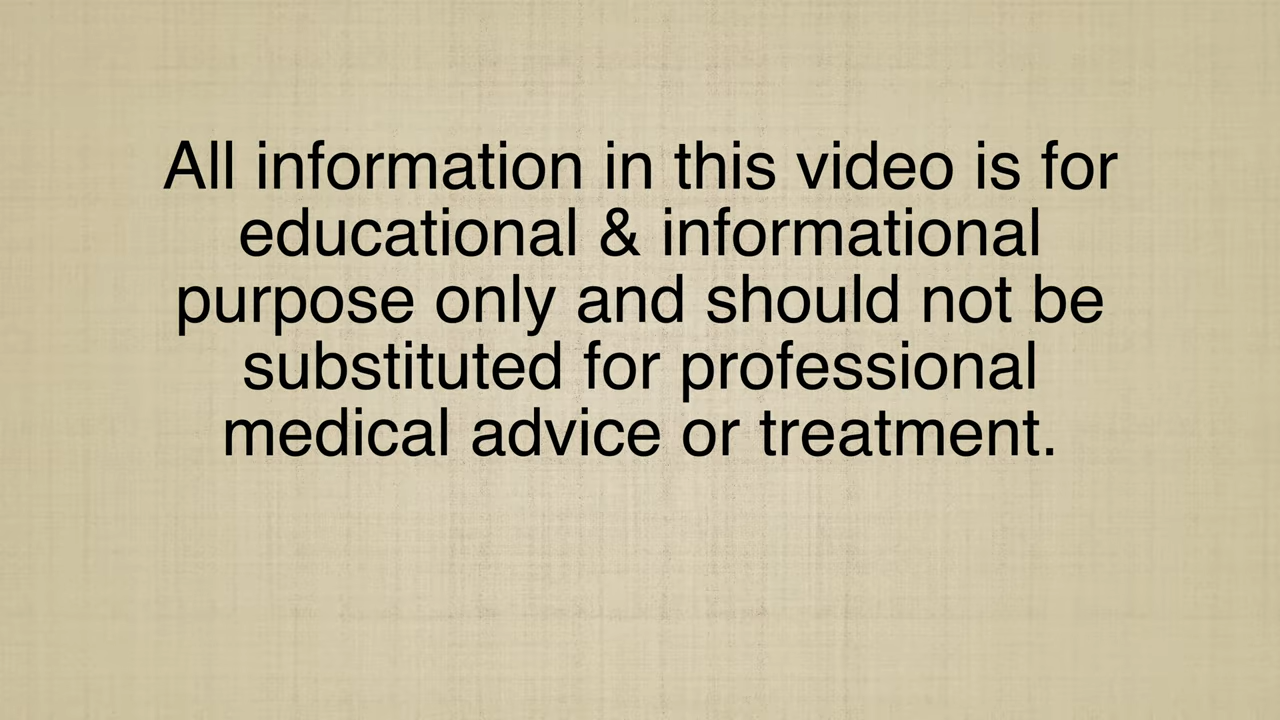 All information in this video is for
educational & informational
purpose only and should not be
substituted for professional
medical advice or treatment.